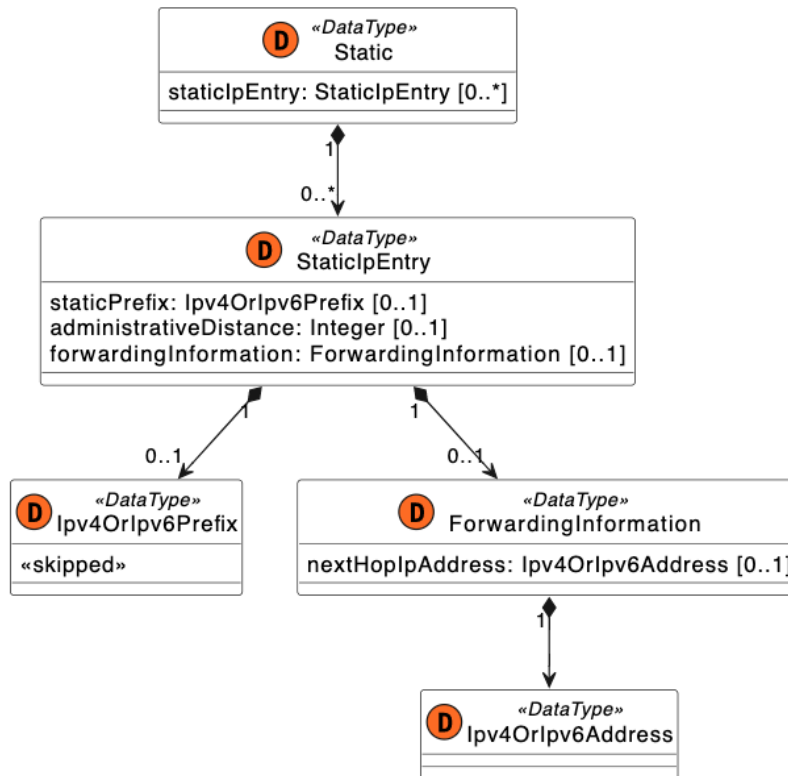 D
«DataType»
Static
staticIpEntry: StaticIpEntry [0..*]
1
0..*
D
«DataType»
StaticIpEntry
staticPrefix: Ipv4OrIpv6Prefix [0..1]
administrativeDistance: Integer [0..1]
forwardingInformation: ForwardingInformation [0..1]
1
1
0..1
0..1
D
«DataType»
Ipv4OrIpv6Prefix
«skipped»
D
«DataType»
ForwardingInformation
nextHopIpAddress: Ipv4OrIpv6Address [0..1]
1
D
«DataType»
Ipv4OrIpv6Address